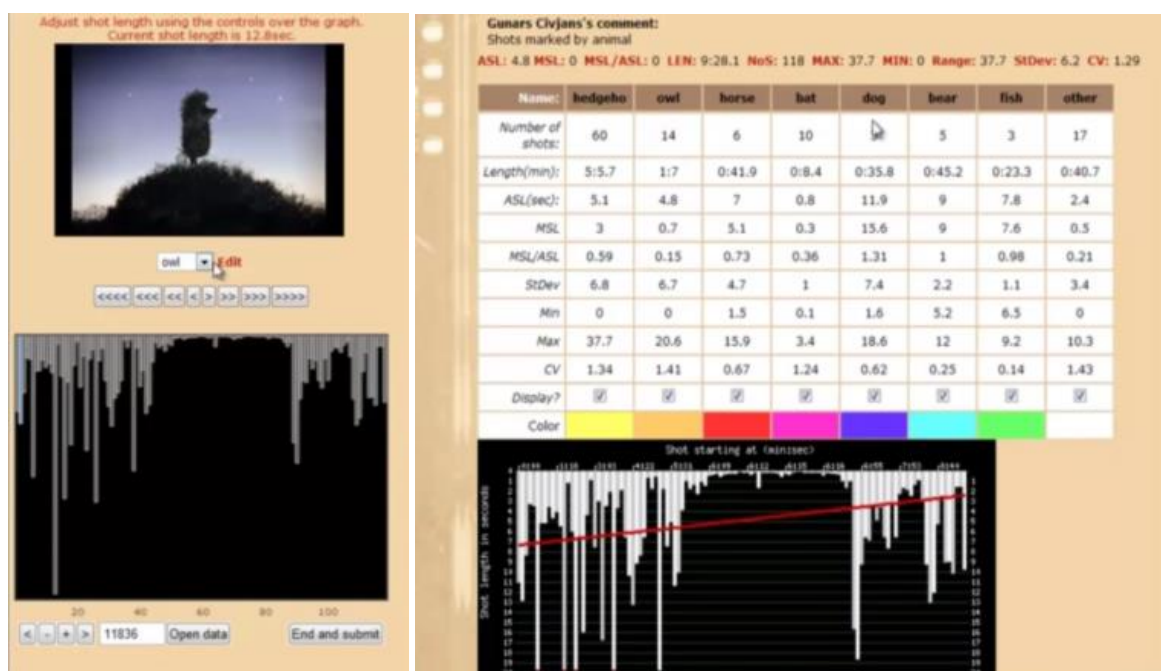 Adjust shot length using the controls over the graph.
Current shot length is 12.8sec.
owl Edit
<<<< <<< << < > >> >>> >>>>
20 40 60 80 100
< - + > 11836 Open data End and submit
Gunars Civjans's comment:
Shots marked by animal
ASL: 4.8 MSL: 0 MSL/ASL: 0 LEN: 9:28.1 NoS: 118 MAX: 37.7 MIN: 0 Range: 37.7 StDev: 6.2 CV: 1.29
Name: hedgeho owl horse bat dog bear fish other
Number of
shots: 60 14 6 10 5 3 17
Length(min): 5:5.7 1:7 0:41.9 0:8.4 0:35.8 0:45.2 0:23.3 0:40.7
ASL(sec): 5.1 4.8 7 0.8 11.9 9 7.8 2.4
MSL 3 0.7 5.1 0.3 15.6 9 7.6 0.5
MSL/ASL 0.59 0.15 0.73 0.36 1.31 1 0.98 0.21
StDev 6.8 6.7 4.7 1 7.4 2.2 1.1 3.4
Min 0 0 1.5 0.1 1.6 5.2 6.5 0
Max 37.7 20.6 15.9 3.4 18.6 12 9.2 10.3
CV 1.34 1.41 0.67 1.24 0.62 0.25 0.14 1.43
Display?
Color
Shot starting at (min:sec)
Shot length in seconds